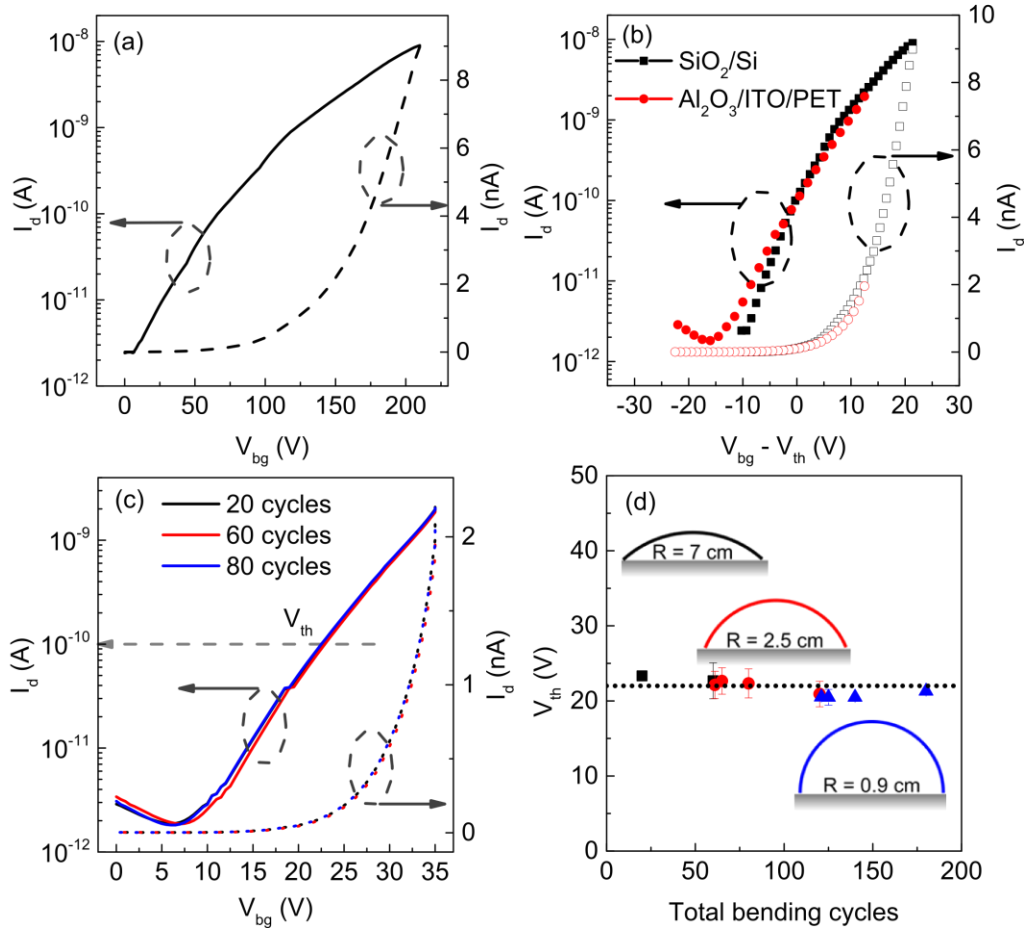 (a)
10⁻⁸
10⁻⁹
10⁻¹⁰
10⁻¹¹
10⁻¹²
I_d (A)
8
6
4
2
0
I_d (nA)
0 50 100 150 200
V_bg (V)
(b)
SiO₂/Si
Al₂O₃/ITO/PET
10⁻⁸
10⁻⁹
10⁻¹⁰
10⁻¹¹
10⁻¹²
I_d (A)
10
8
6
4
2
0
I_d (nA)
-30 -20 -10 0 10 20 30
V_bg - V_th (V)
(c)
20 cycles
60 cycles
80 cycles
V_th
10⁻⁹
10⁻¹⁰
10⁻¹¹
10⁻¹²
I_d (A)
2
1
0
I_d (nA)
0 5 10 15 20 25 30 35
V_bg (V)
(d)
R = 7 cm
R = 2.5 cm
R = 0.9 cm
50
40
30
20
10
0
V_th (V)
0 50 100 150 200
Total bending cycles